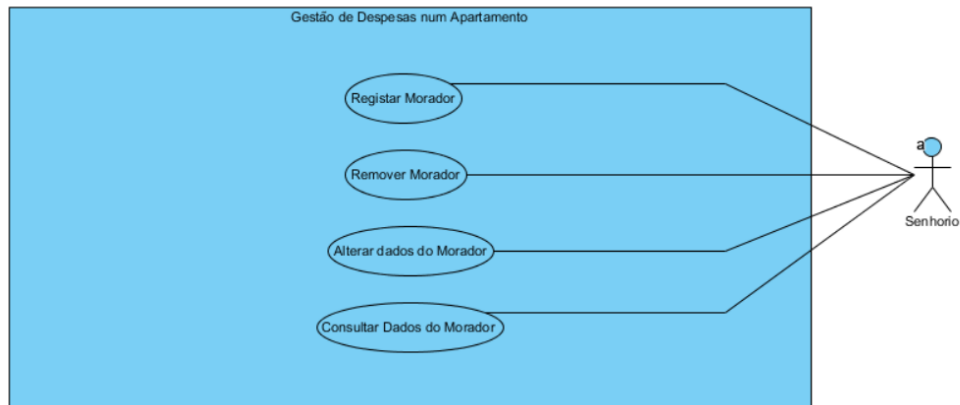 Gestão de Despesas num Apartamento
Registar Morador
a
Remover Morador
Senhorio
Alterar dados do Morador
Consultar Dados do Morador